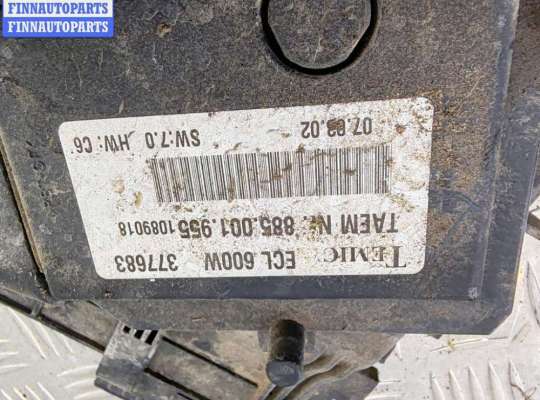 FINNAUTOPARTS
FINNAUTOPARTS
TEMIC
ECL 600W 377683
TAEM Nr.: 885.001.955 1089018
SW:7.0 HW: C6
07.03.02